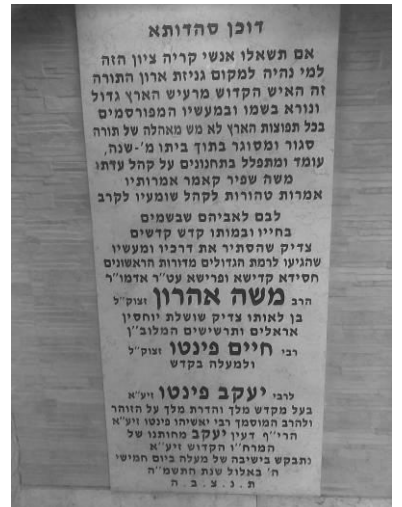 דוכן סהדותא
אם תשאלו אנשי קריה ציון הזה
למי נהיה למקום גניזת ארון התורה
זה האיש הקדוש מרעיש הארץ גדול
ונורא בשמו ובמעשיו המפורסמים
בכל תפוצות הארץ לא מש מאהלה של תורה
סגור ומסוגר בתוך ביתו מ'-שנה,
עומד ומתפלל בתחנונים על קהל עדתו
משה שפיר קאמר אמרותיו
אמרות טהורות לקהל שומעיו לקרב
לבם לאביהם שבשמים
בחייו ובמותו קדש קדשים
צדיק שהסתיר את דרכיו ומעשיו
שהגיעו לרמת הגדולים מדורות הראשונים
חסידא קדישא ופרישא עט"ר אדמו"ר
הרב משה אהרון זצוק"ל
בן לאותו צדיק שושלת יוחסין
אראלים ותרשישים המלוב"ן
רבי חיים פינטו זצוק"ל
ולמעלה בקדש
לרבי יעקב פינטו זיע"א
בעל מקדש מלך והדרת מלך על הזוהר
ולהרב המוסמך רבי יאשיהו פינטו זיע"א
הרי"ף דעין יעקב מחותנו של
המרח"ו הקדוש זיע"א
נתבקש בישיבה של מעלה ביום חמישי
ח' באלול שנת התשמ"ה
ת.נ.צ.ב.ה